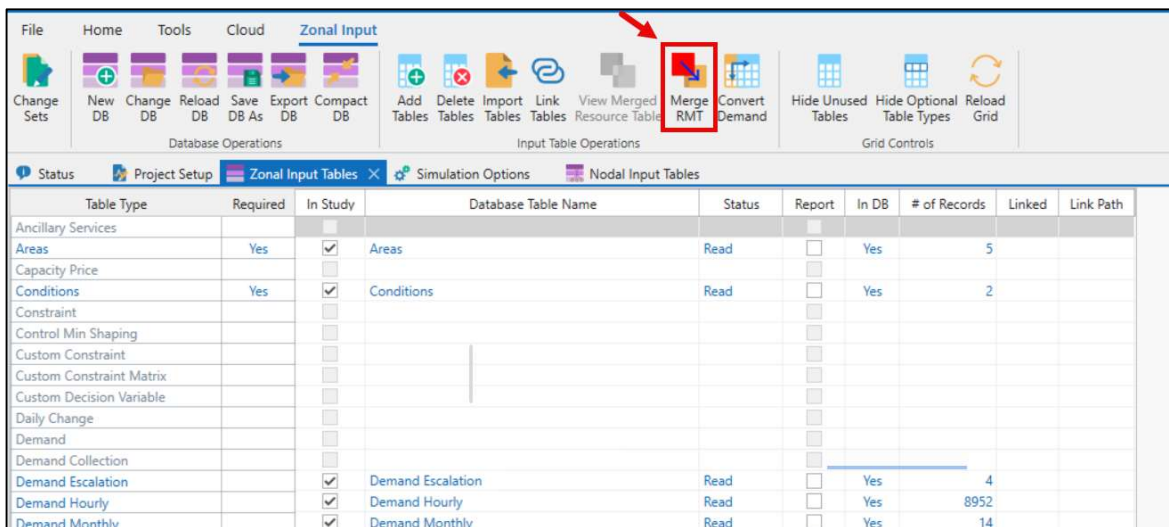 File Home Tools Cloud Zonal Input
Change Sets
New DB
Change DB
Reload DB
Save DB As
Export DB
Compact DB
Database Operations
Add Tables
Delete Tables
Import Tables
Link Tables
View Merged Resource Table
Merge RMT
Convert Demand
Input Table Operations
Hide Unused Tables
Hide Optional Table Types
Reload Grid
Grid Controls
Status Project Setup Zonal Input Tables Simulation Options Nodal Input Tables
Table Type Required In Study Database Table Name Status Report In DB # of Records Linked Link Path
Ancillary Services
Areas Yes Areas Read Yes 5
Capacity Price
Conditions Yes Conditions Read Yes 2
Constraint
Control Min Shaping
Custom Constraint
Custom Constraint Matrix
Custom Decision Variable
Daily Change
Demand
Demand Collection
Demand Escalation Demand Escalation Read Yes 4
Demand Hourly Demand Hourly Read Yes 8952
Demand Monthly Demand Monthly Read Yes 14